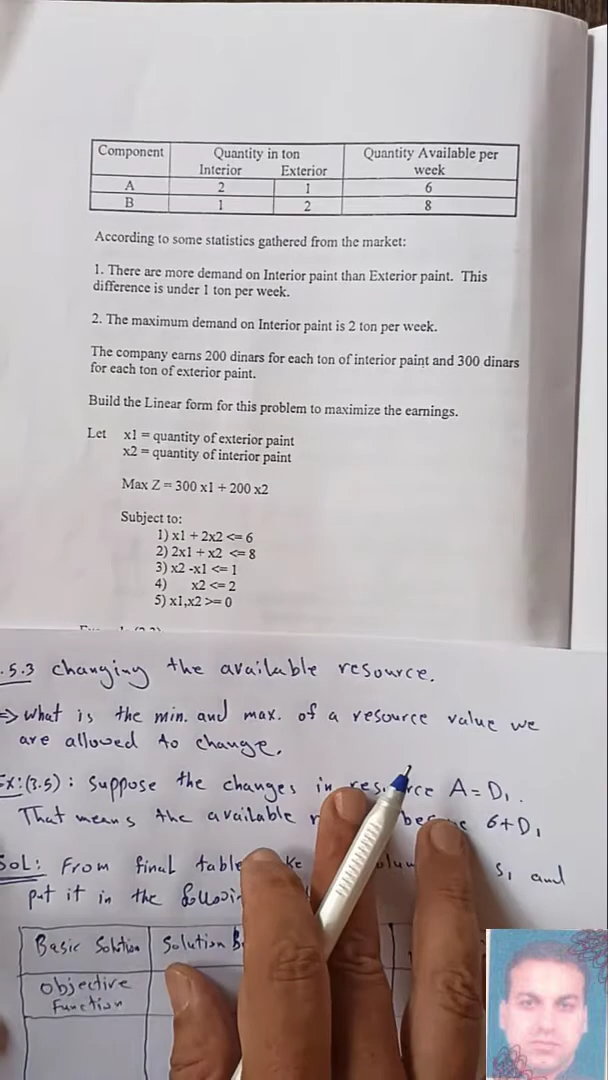 Component Quantity in ton Quantity Available per
Interior Exterior week
A 2 1 6
B 1 2 8
According to some statistics gathered from the market:
1. There are more demand on Interior paint than Exterior paint. This
difference is under 1 ton per week.
2. The maximum demand on Interior paint is 2 ton per week.
The company earns 200 dinars for each ton of interior paint and 300 dinars
for each ton of exterior paint.
Build the Linear form for this problem to maximize the earnings.
Let x1 = quantity of exterior paint
x2 = quantity of interior paint
Max Z = 300 x1 + 200 x2
Subject to:
1) x1 + 2x2 <= 6
2) 2x1 + x2 <= 8
3) x2 -x1 <= 1
4) x2 <= 2
5) x1,x2 >= 0
.5.3 changing the available resource.
=> What is the min. and max. of a resource value we
are allowed to change.
Ex: (3.5) : Suppose the changes in A = D₁.
That means the available 6+D₁
Sol: From final table S₁ and
put it in the
Basic Solution Solution
Objective
Function